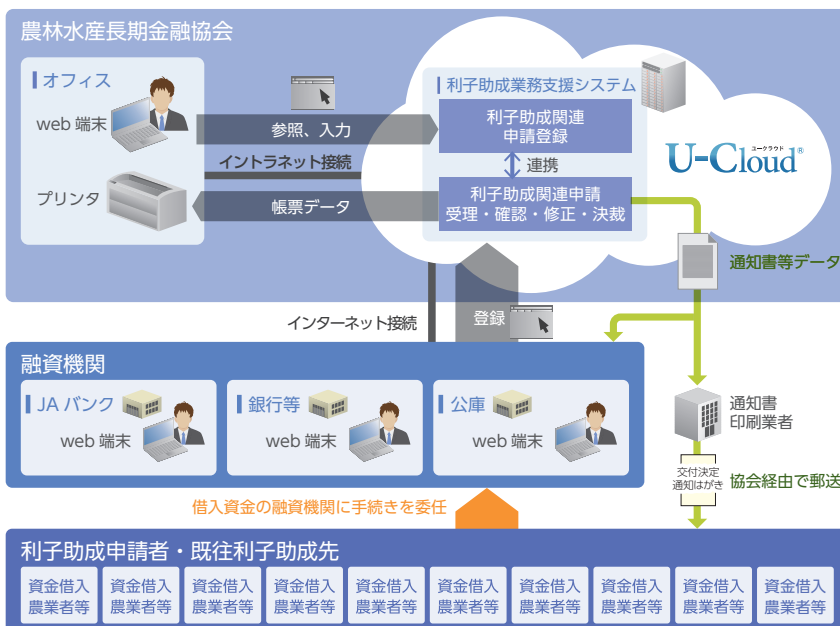 農林水産長期金融協会
オフィス
web 端末
プリンタ
参照、入力
イントラネット接続
帳票データ
利子助成業務支援システム
利子助成関連
申請登録
連携
利子助成関連申請
受理・確認・修正・決裁
ユークラウド
U-Cloud®
通知書等データ
インターネット接続
登録
融資機関
JA バンク
web 端末
銀行等
web 端末
公庫
web 端末
通知書
印刷業者
交付決定
通知はがき
協会経由で郵送
借入資金の融資機関に手続きを委任
利子助成申請者・既往利子助成先
資金借入
農業者等
資金借入
農業者等
資金借入
農業者等
資金借入
農業者等
資金借入
農業者等
資金借入
農業者等
資金借入
農業者等
資金借入
農業者等
資金借入
農業者等
資金借入
農業者等